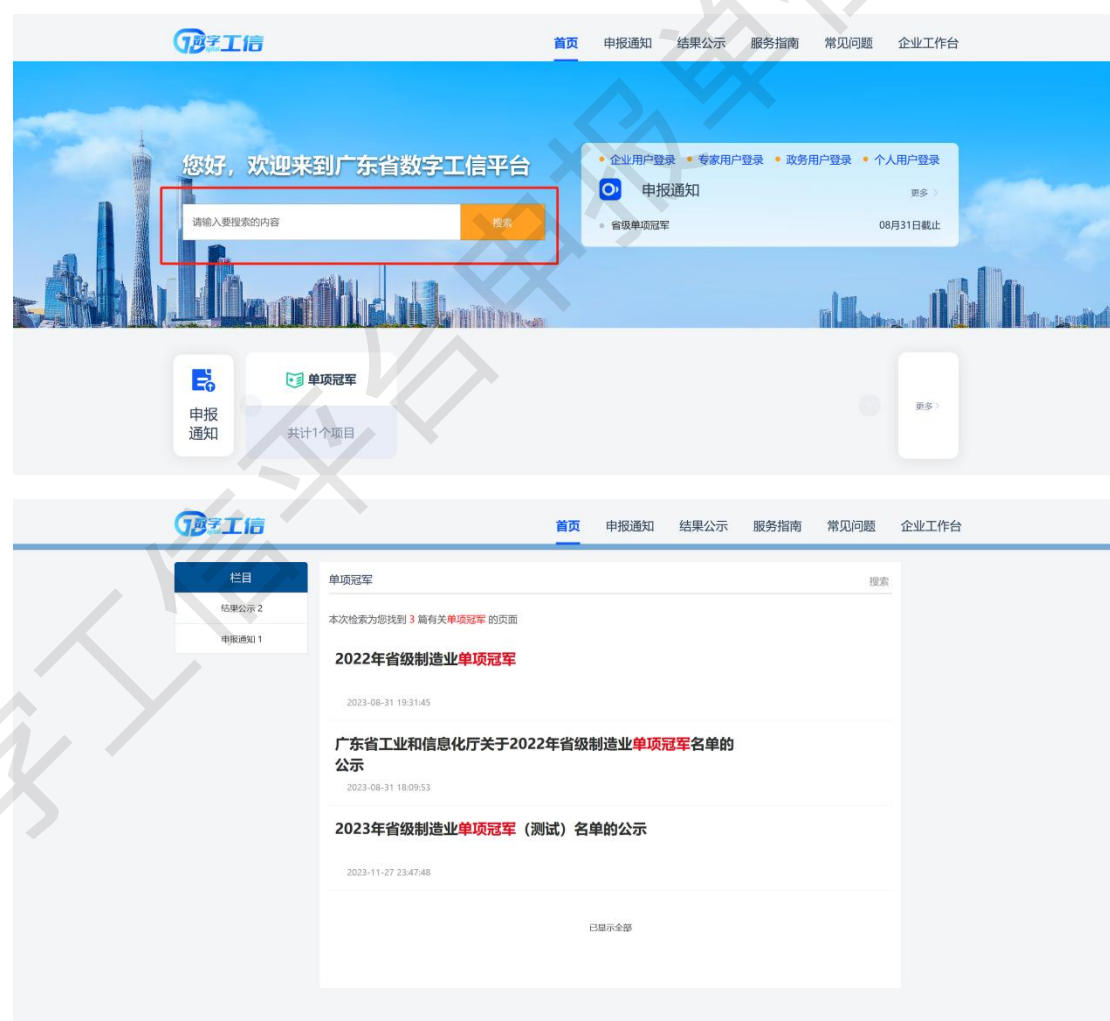 数字工信
首页 申报通知 结果公示 服务指南 常见问题 企业工作台
您好，欢迎来到广东省数字工信平台
请输入要搜索的内容 搜索
企业用户登录 专家用户登录 政务用户登录 个人用户登录
申报通知 更多
省级单项冠军 08月31日截止
申报
通知
单项冠军
共计1个项目
更多
数字工信
首页 申报通知 结果公示 服务指南 常见问题 企业工作台
栏目
结果公示 2
申报通知 1
单项冠军 搜索
本次检索为您找到 3 篇有关单项冠军 的页面
2022年省级制造业单项冠军
2023-08-31 19:31:45
广东省工业和信息化厅关于2022年省级制造业单项冠军名单的
公示
2023-08-31 18:09:53
2023年省级制造业单项冠军（测试）名单的公示
2023-11-27 23:47:48
已显示全部
字工信平台申报单位